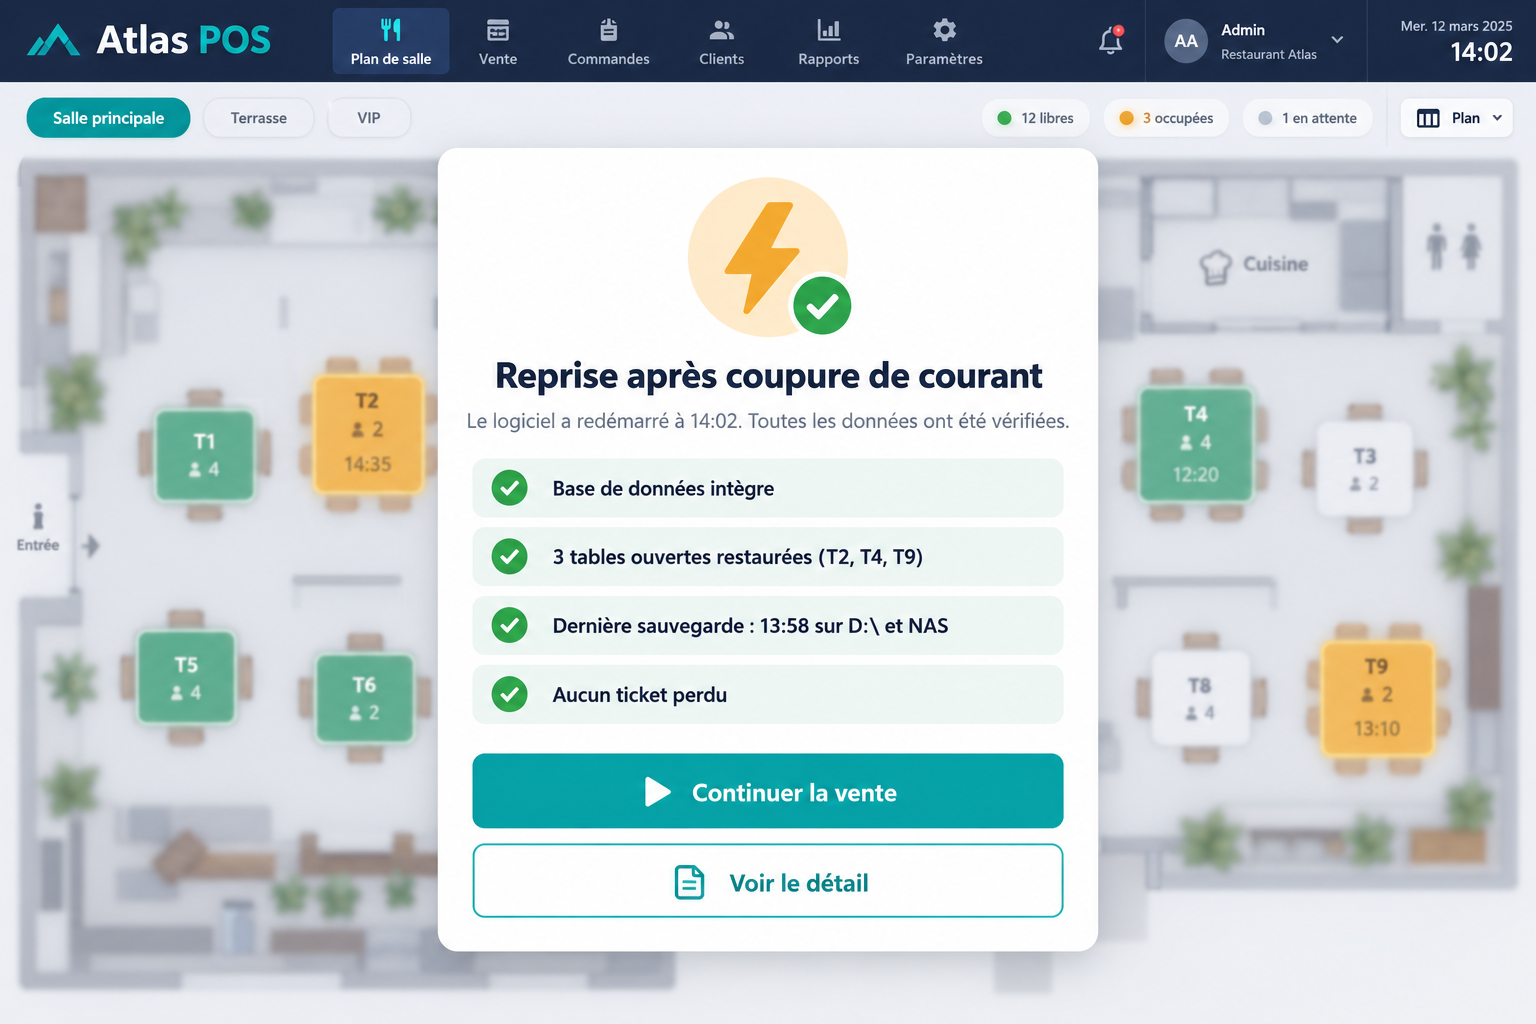 Atlas POS
Plan de salle
Vente
Commandes
Clients
Rapports
Paramètres
AA
Admin
Restaurant Atlas
Mer. 12 mars 2025
14:02
Salle principale
Terrasse
VIP
12 libres
3 occupées
1 en attente
Plan
Reprise après coupure de courant
Le logiciel a redémarré à 14:02. Toutes les données ont été vérifiées.
Base de données intègre
3 tables ouvertes restaurées (T2, T4, T9)
Dernière sauvegarde : 13:58 sur D:\ et NAS
Aucun ticket perdu
Continuer la vente
Voir le détail
Entrée
T1
4
T2
2
14:35
T5
4
T6
2
Cuisine
T4
4
12:20
T3
2
T8
4
T9
2
13:10